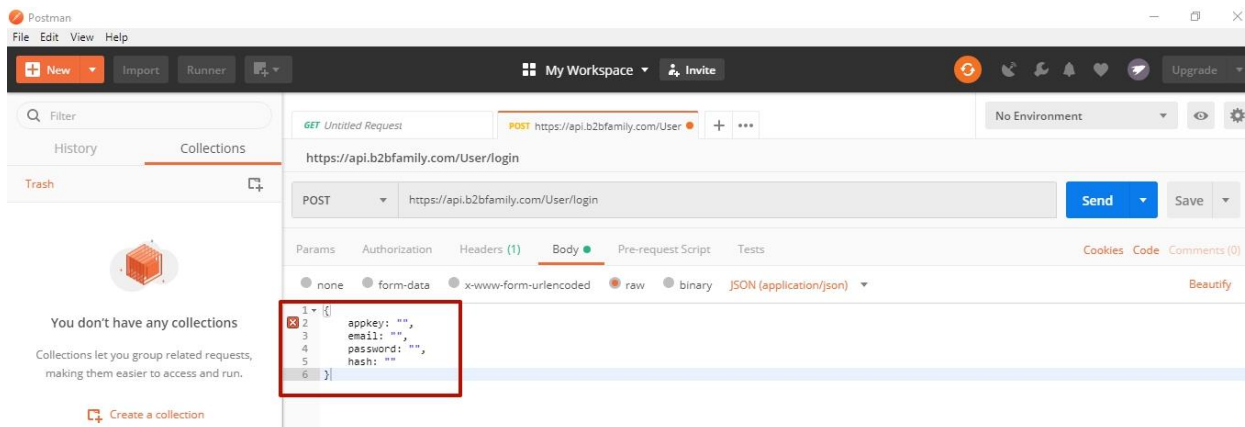 Postman
File Edit View Help
New Import Runner My Workspace Invite Upgrade
Filter
History Collections
Trash
You don't have any collections
Collections let you group related requests,
making them easier to access and run.
Create a collection
GET Untitled Request POST https://api.b2bfamily.com/User + •••
No Environment
https://api.b2bfamily.com/User/login
POST https://api.b2bfamily.com/User/login Send Save
Params Authorization Headers (1) Body Pre-request Script Tests Cookies Code Comments (0)
none form-data x-www-form-urlencoded raw binary JSON (application/json) Beautify
1 {
2 appkey: "",
3 email: "",
4 password: "",
5 hash: ""
6 }